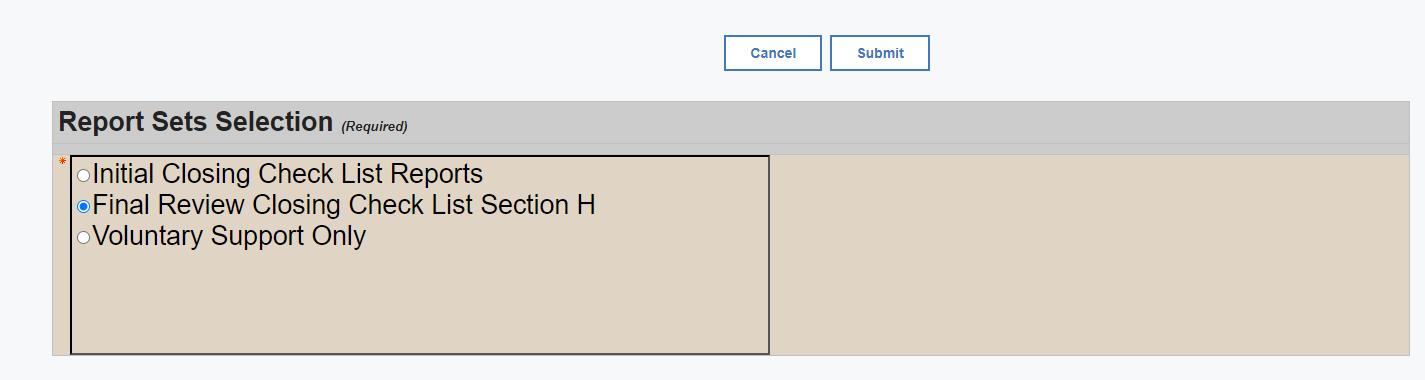 Cancel Submit
Report Sets Selection (Required)
* Initial Closing Check List Reports
Final Review Closing Check List Section H
Voluntary Support Only